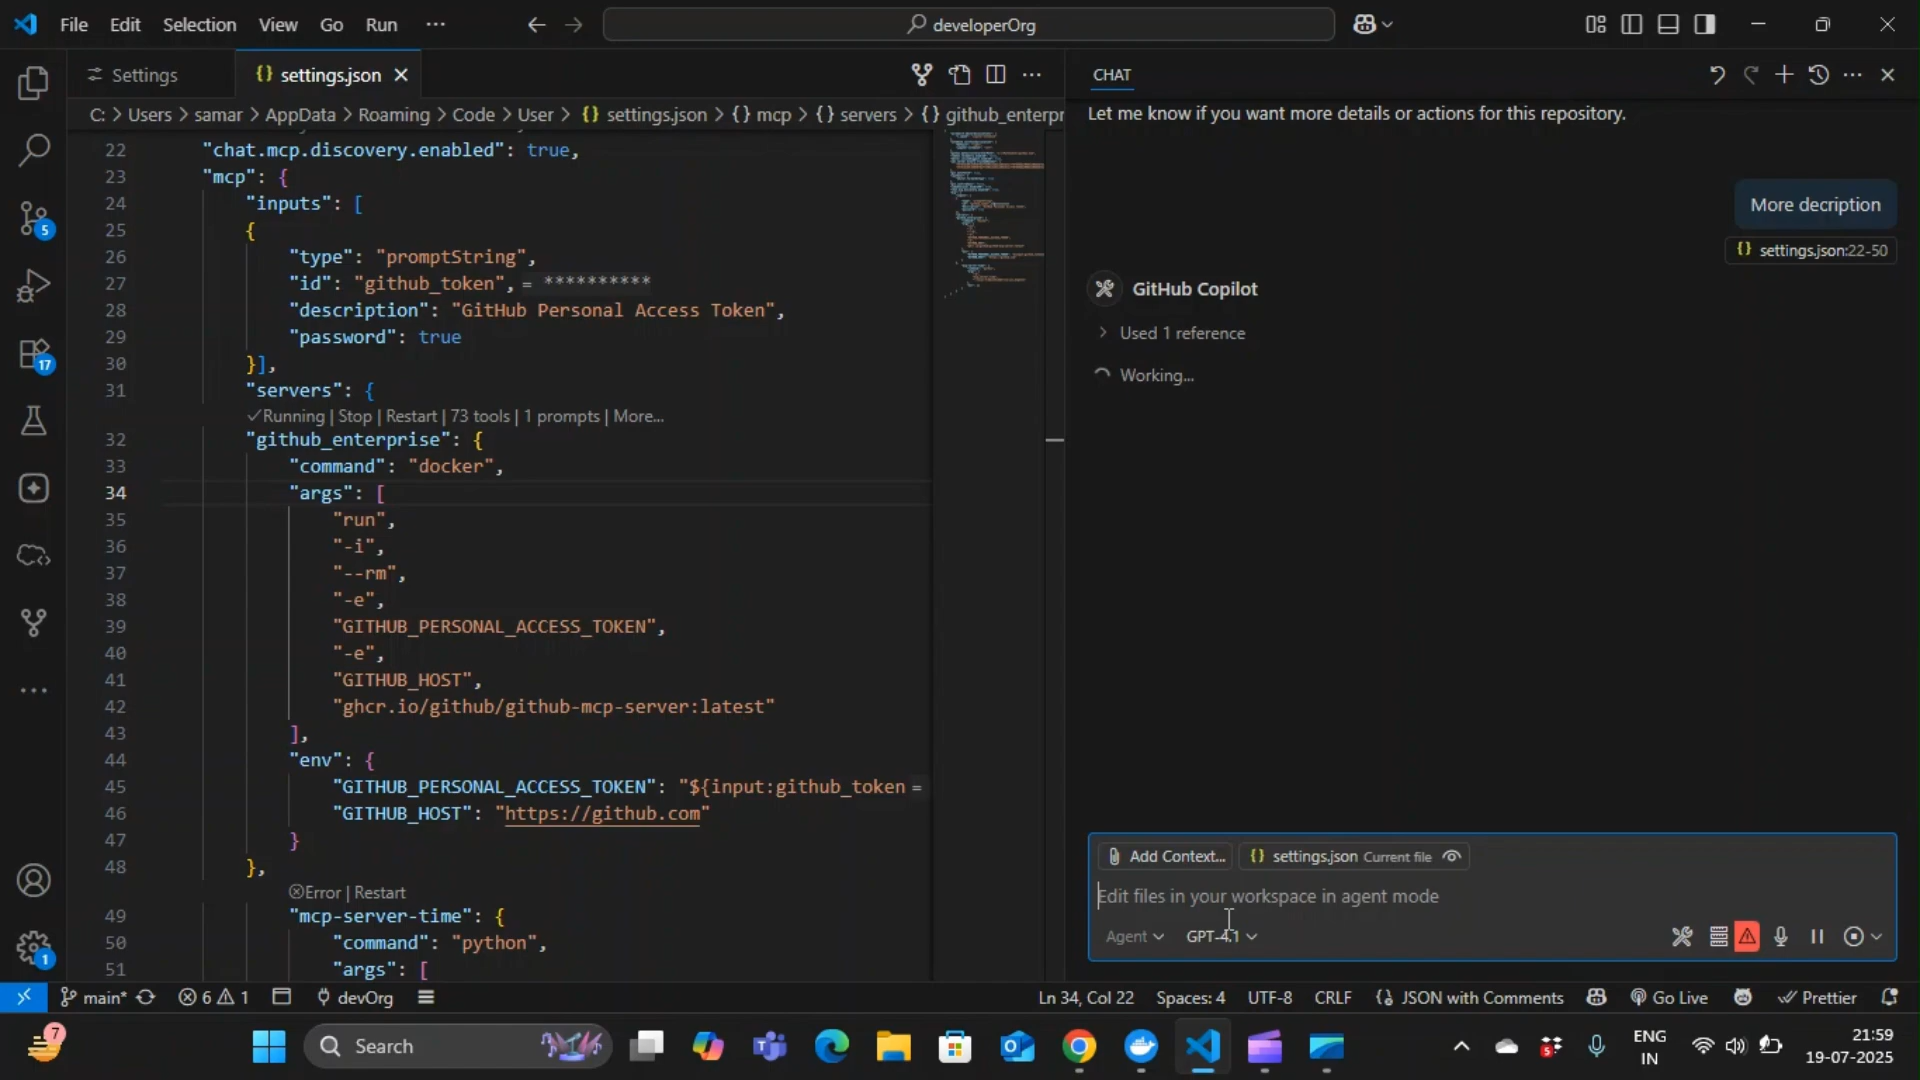 File Edit Selection View Go Run ···
developerOrg
Settings
{} settings.json
C: > Users > samar > AppData > Roaming > Code > User > {} settings.json > {} mcp > {} servers > {} github_enterpr
22 "chat.mcp.discovery.enabled": true,
23 "mcp": {
24 "inputs": [
25 {
26 "type": "promptString",
27 "id": "github_token", = **********
28 "description": "GitHub Personal Access Token",
29 "password": true
30 }],
31 "servers": {
✓Running | Stop | Restart | 73 tools | 1 prompts | More...
32 "github_enterprise": {
33 "command": "docker",
34 "args": [
35 "run",
36 "-i",
37 "--rm",
38 "-e",
39 "GITHUB_PERSONAL_ACCESS_TOKEN",
40 "-e",
41 "GITHUB_HOST",
42 "ghcr.io/github/github-mcp-server:latest"
43 ],
44 "env": {
45 "GITHUB_PERSONAL_ACCESS_TOKEN": "${input:github_token =
46 "GITHUB_HOST": "https://github.com"
47 }
48 },
Error | Restart
49 "mcp-server-time": {
50 "command": "python",
51 "args": [
5
17
1
CHAT
Let me know if you want more details or actions for this repository.
More decription
{} settings.json:22-50
GitHub Copilot
> Used 1 reference
Working...
Add Context...
{} settings.json Current file
Edit files in your workspace in agent mode
Agent
GPT-4.1
main*
6
1
devOrg
Ln 34, Col 22
Spaces: 4
UTF-8
CRLF
{} JSON with Comments
Go Live
Prettier
7
Search
5
ENG
IN
21:59
19-07-2025